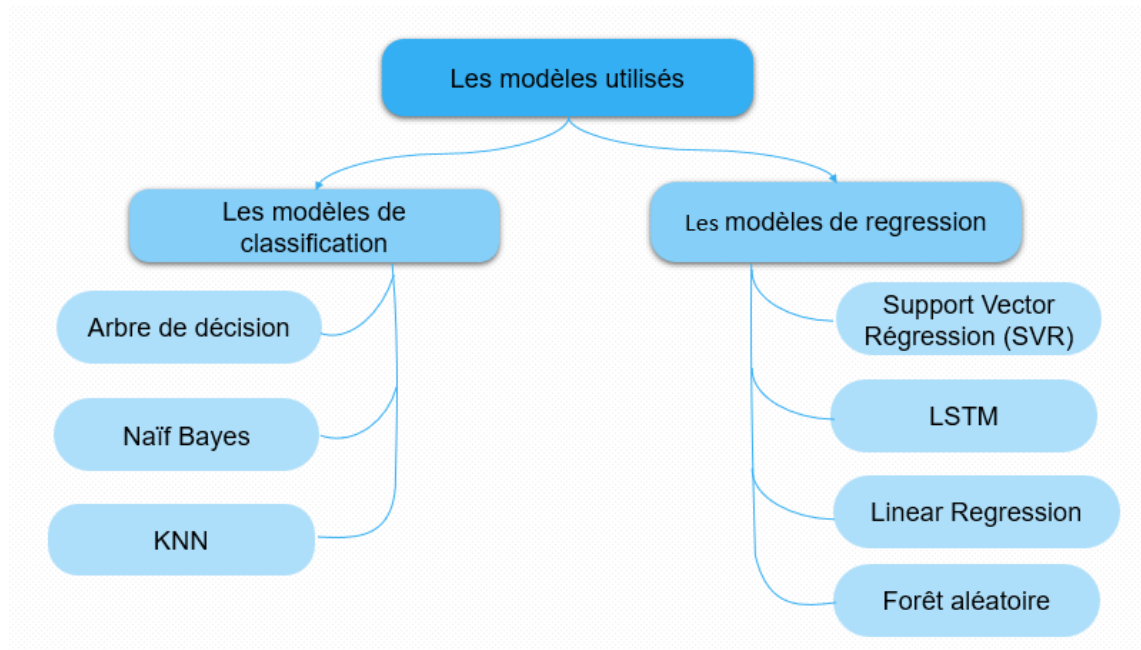 Les modèles utilisés
Les modèles de
classification
Les modèles de regression
Arbre de décision
Naïf Bayes
KNN
Support Vector
Régression (SVR)
LSTM
Linear Regression
Forêt aléatoire